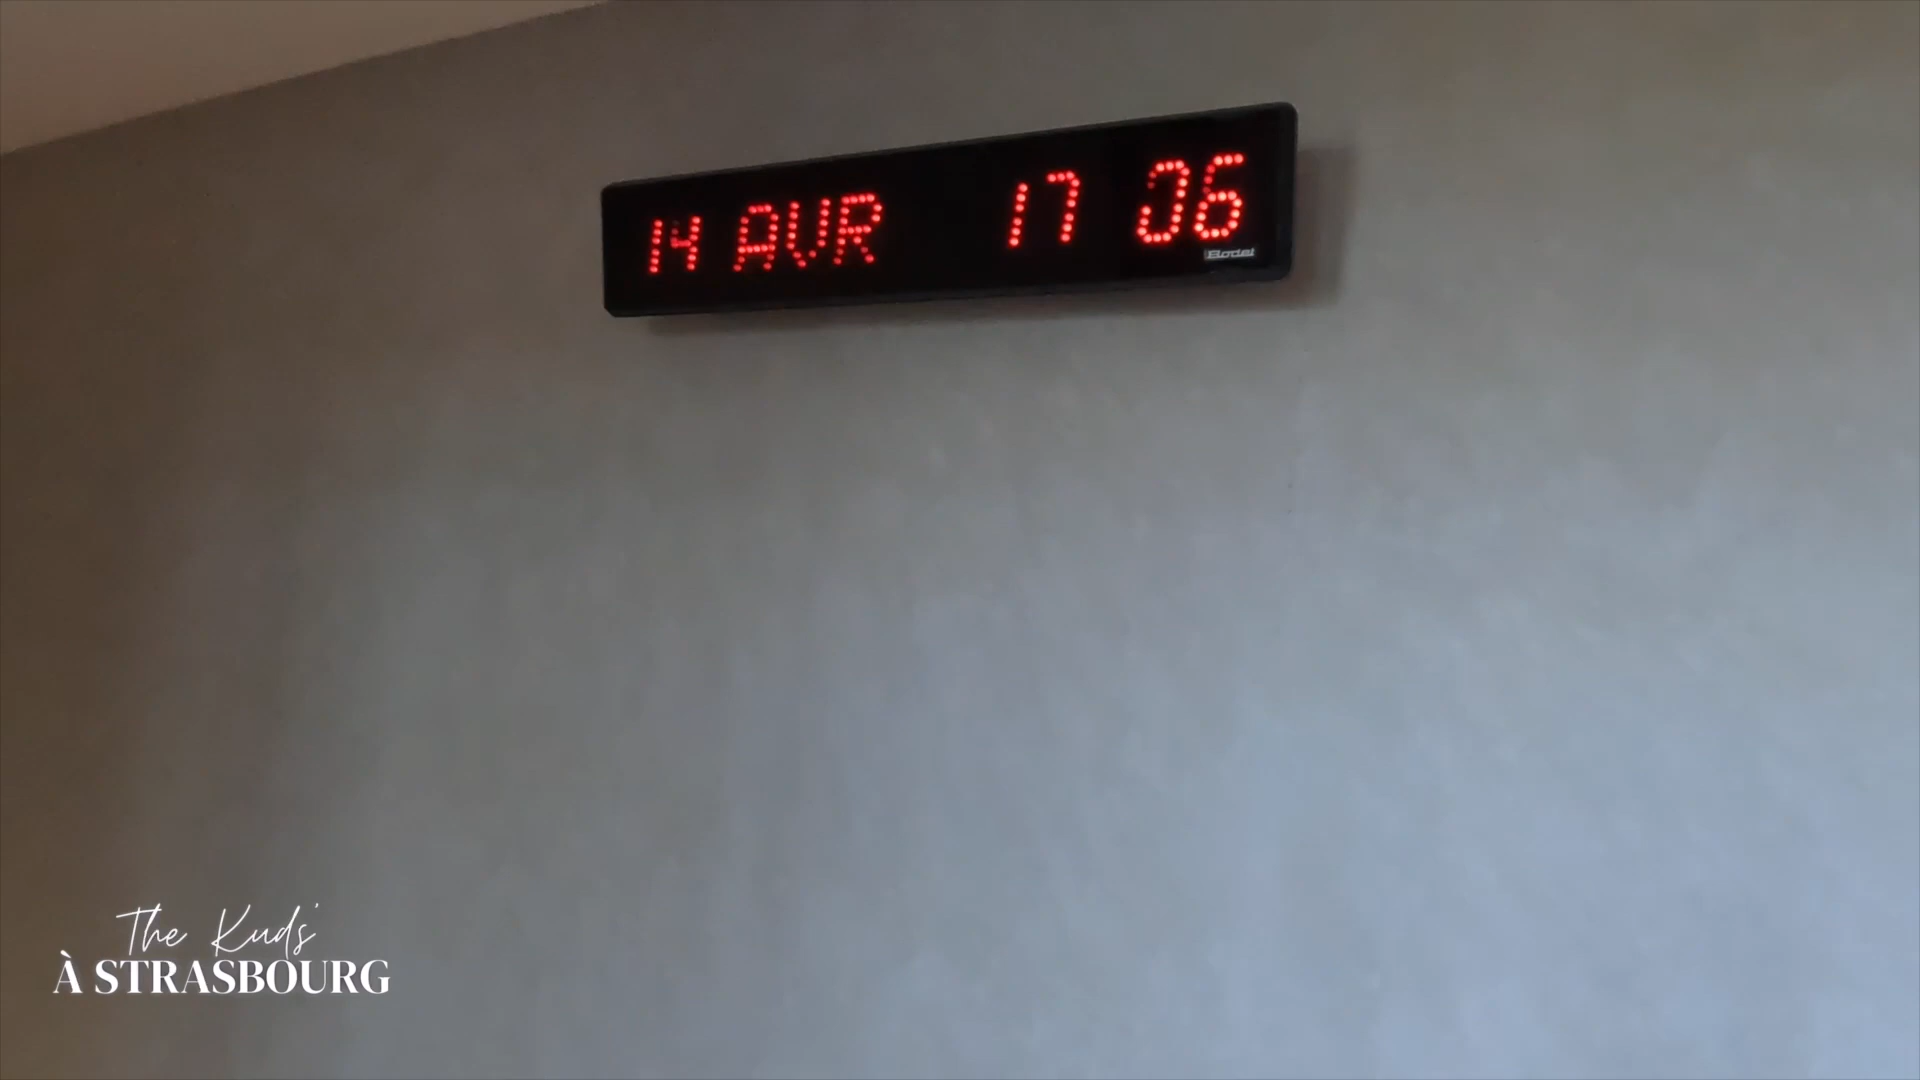 14 AVR 17 06
Bodet
The Kuds'
À STRASBOURG